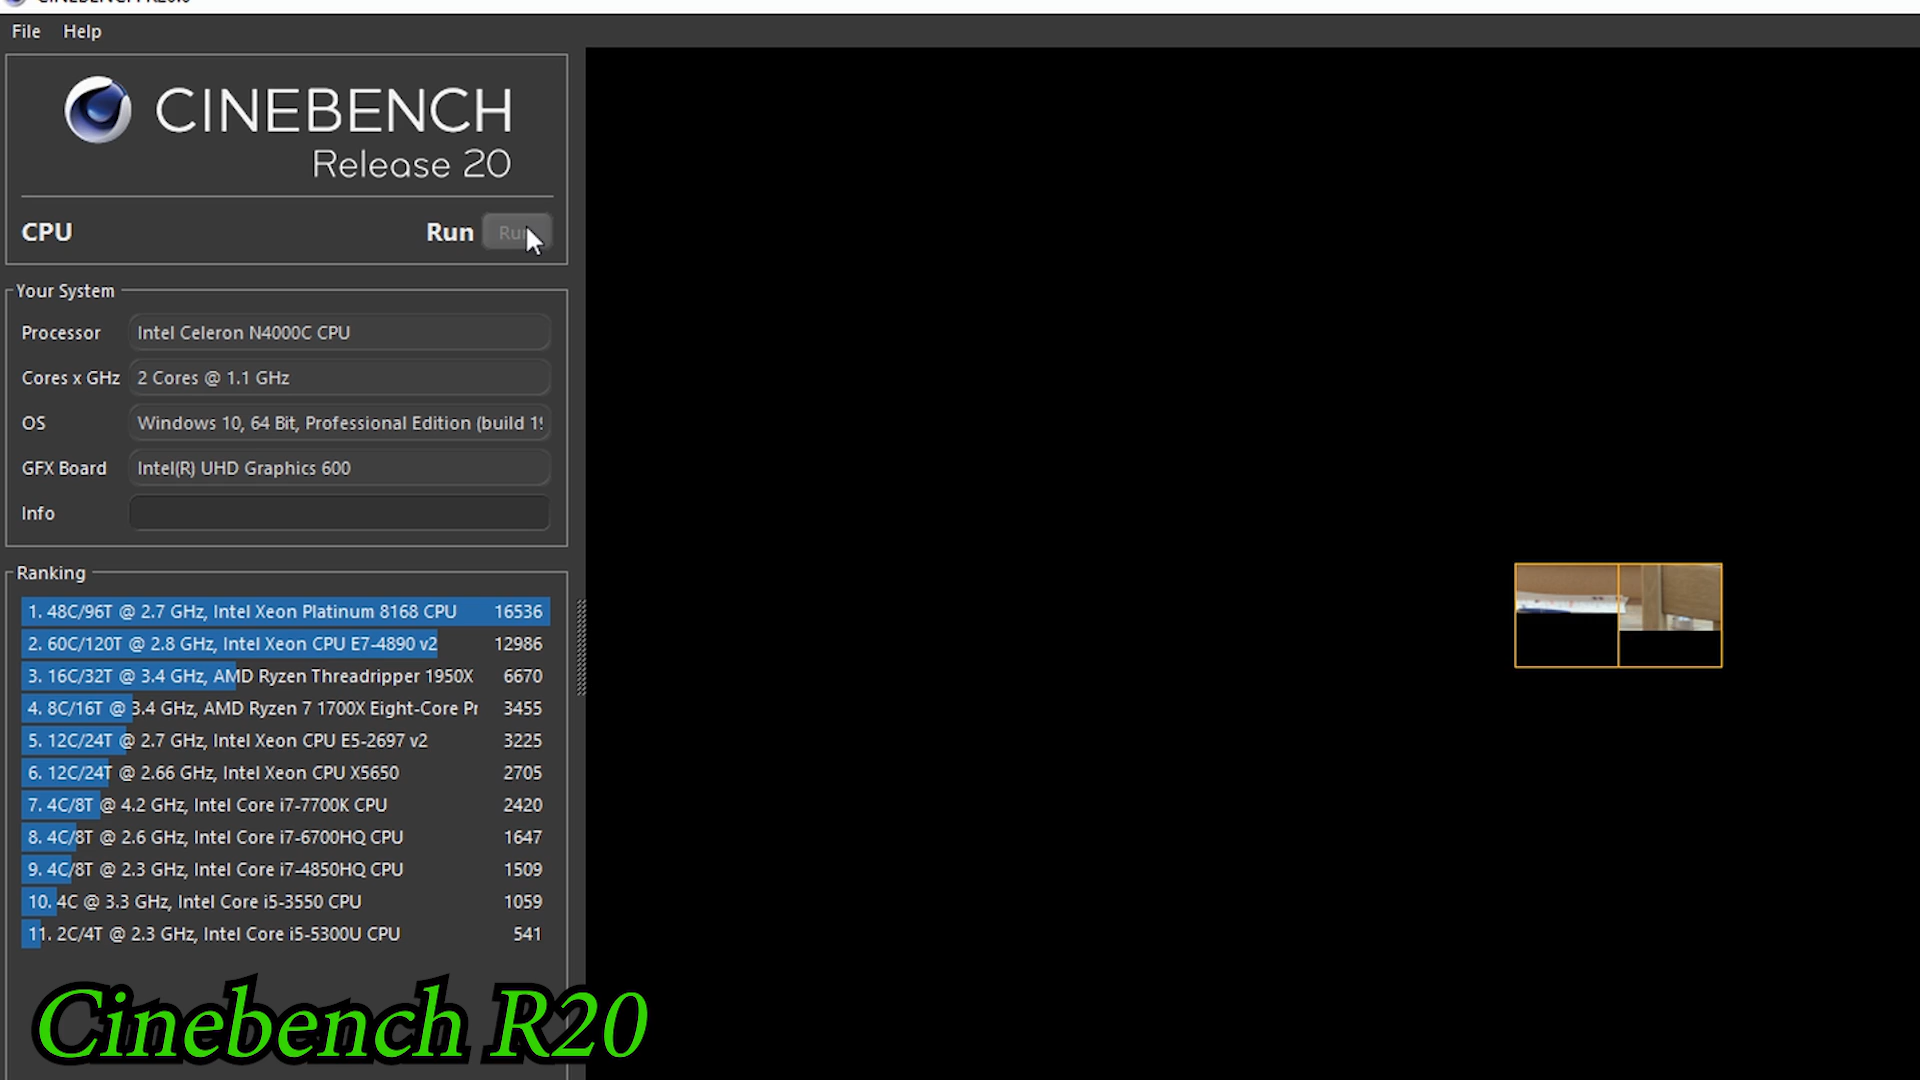 File Help
CINEBENCH
Release 20
CPU Run
Your System
Processor Intel Celeron N4000C CPU
Cores x GHz 2 Cores @ 1.1 GHz
OS Windows 10, 64 Bit, Professional Edition (build 1
GFX Board Intel(R) UHD Graphics 600
Info
Ranking
1. 48C/96T @ 2.7 GHz, Intel Xeon Platinum 8168 CPU 16536
2. 60C/120T @ 2.8 GHz, Intel Xeon CPU E7-4890 v2 12986
3. 16C/32T @ 3.4 GHz, AMD Ryzen Threadripper 1950X 6670
4. 8C/16T @ 3.4 GHz, AMD Ryzen 7 1700X Eight-Core Pr 3455
5. 12C/24T @ 2.7 GHz, Intel Xeon CPU E5-2697 v2 3225
6. 12C/24T @ 2.66 GHz, Intel Xeon CPU X5650 2705
7. 4C/8T @ 4.2 GHz, Intel Core i7-7700K CPU 2420
8. 4C/8T @ 2.6 GHz, Intel Core i7-6700HQ CPU 1647
9. 4C/8T @ 2.3 GHz, Intel Core i7-4850HQ CPU 1509
10. 4C @ 3.3 GHz, Intel Core i5-3550 CPU 1059
11. 2C/4T @ 2.3 GHz, Intel Core i5-5300U CPU 541
Cinebench R20